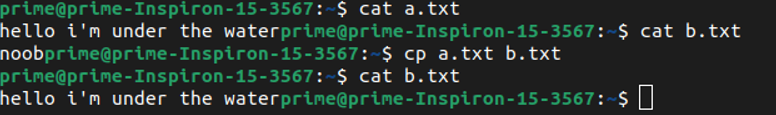 prime@prime-Inspiron-15-3567:~$ cat a.txt
hello i'm under the waterprime@prime-Inspiron-15-3567:~$ cat b.txt
noobprime@prime-Inspiron-15-3567:~$ cp a.txt b.txt
prime@prime-Inspiron-15-3567:~$ cat b.txt
hello i'm under the waterprime@prime-Inspiron-15-3567:~$